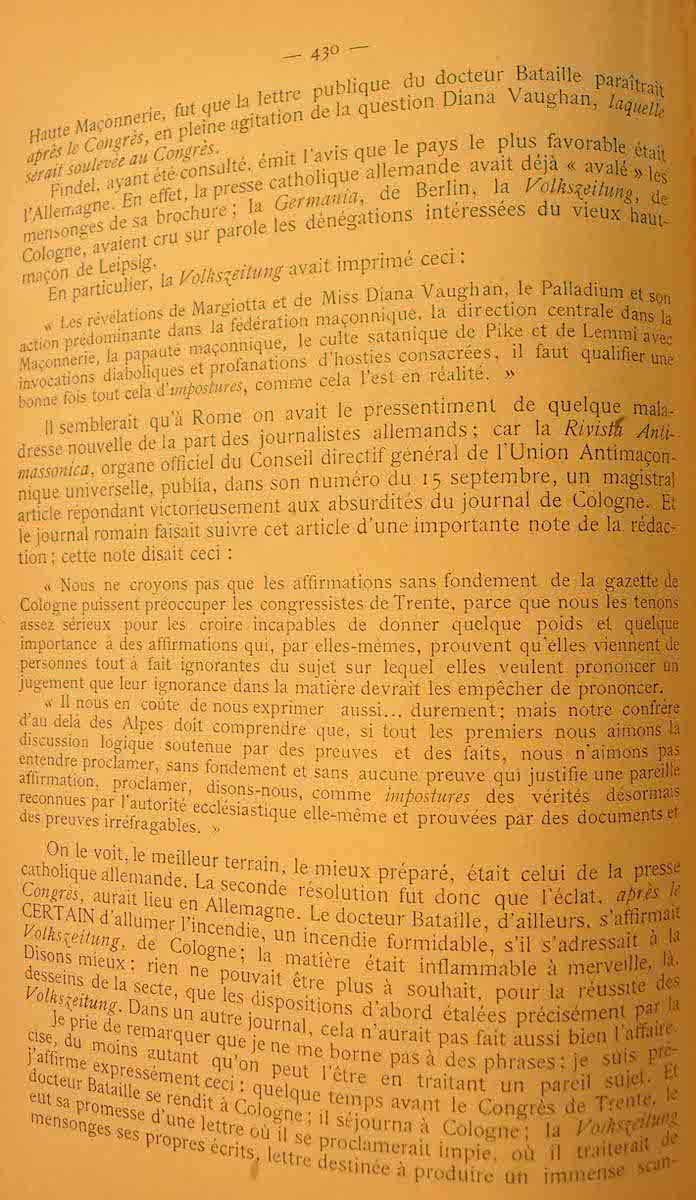 — 430 —
Haute Maçonnerie, fut que la lettre publique du docteur Bataille paraîtrait
après le Congrès, en pleine agitation de la question Diana Vaughan, laquelle
serait soulevée au Congrès.
Findel, ayant été consulté, émit l'avis que le pays le plus favorable était
l'Allemagne. En effet, la presse catholique allemande avait déjà « avalé » les
mensonges de sa brochure ; la Germania, de Berlin, la Volkszeitung, de
Cologne, avaient cru sur parole les dénégations intéressées du vieux haut-
maçon de Leipsig.
En particulier, la Volkszeitung avait imprimé ceci :
« Les révélations de Margiotta et de Miss Diana Vaughan, le Palladium et son
action prédominante dans la fédération maçonnique, la direction centrale dans la
Maçonnerie, la papauté maçonnique, le culte satanique de Pike et de Lemmi avec
invocations diaboliques et profanations d'hosties consacrées, il faut qualifier une
bonne fois tout cela d'impostures, comme cela l'est en réalité. »
Il semblerait qu'à Rome on avait le pressentiment de quelque mala-
dresse nouvelle de la part des journalistes allemands ; car la Rivista Anti-
massonica, organe officiel du Conseil directif général de l'Union Antimaçon-
nique universelle, publia, dans son numéro du 15 septembre, un magistral
article répondant victorieusement aux absurdités du journal de Cologne. Et
le journal romain faisait suivre cet article d'une importante note de la rédac-
tion ; cette note disait ceci :
« Nous ne croyons pas que les affirmations sans fondement de la gazette de
Cologne puissent préoccuper les congressistes de Trente, parce que nous les tenons
assez sérieux pour les croire incapables de donner quelque poids et quelque
importance à des affirmations qui, par elles-mêmes, prouvent qu'elles viennent de
personnes tout à fait ignorantes du sujet sur lequel elles veulent prononcer un
jugement que leur ignorance dans la matière devrait les empêcher de prononcer.
« Il nous en coûte de nous exprimer aussi... durement ; mais notre confrère
d'au delà des Alpes doit comprendre que, si tout les premiers nous aimons la
discussion logique soutenue par des preuves et des faits, nous n'aimons pas
entendre proclamer, sans fondement et sans aucune preuve qui justifie une pareille
affirmation, proclamer, disons-nous, comme impostures des vérités désormais
reconnues par l'autorité ecclésiastique elle-même et prouvées par des documents et
des preuves irréfragables. »
On le voit, le meilleur terrain, le mieux préparé, était celui de la presse
catholique allemande. La seconde résolution fut donc que l'éclat, après le
Congrès, aurait lieu en Allemagne. Le docteur Bataille, d'ailleurs, s'affirmait
CERTAIN d'allumer l'incendie, un incendie formidable, s'il s'adressait à la
Volkszeitung, de Cologne ; la matière était inflammable à merveille, là.
Disons mieux : rien ne pouvait être plus à souhait, pour la réussite des
desseins de la secte, que les dispositions d'abord étalées précisément par la
Volkszeitung. Dans un autre journal, cela n'aurait pas fait aussi bien l'affaire.
Je prie de remarquer que je ne me borne pas à des phrases ; je suis pré-
cise, du moins autant qu'on peut l'être en traitant un pareil sujet. Et
j'affirme expressément ceci : quelque temps avant le Congrès de Trente, le
docteur Bataille se rendit à Cologne ; il séjourna à Cologne ; la Volkszeitung
eut sa promesse d'une lettre où il se proclamerait impie, où il traiterait de
mensonges ses propres écrits, lettre destinée à produire un immense scan-